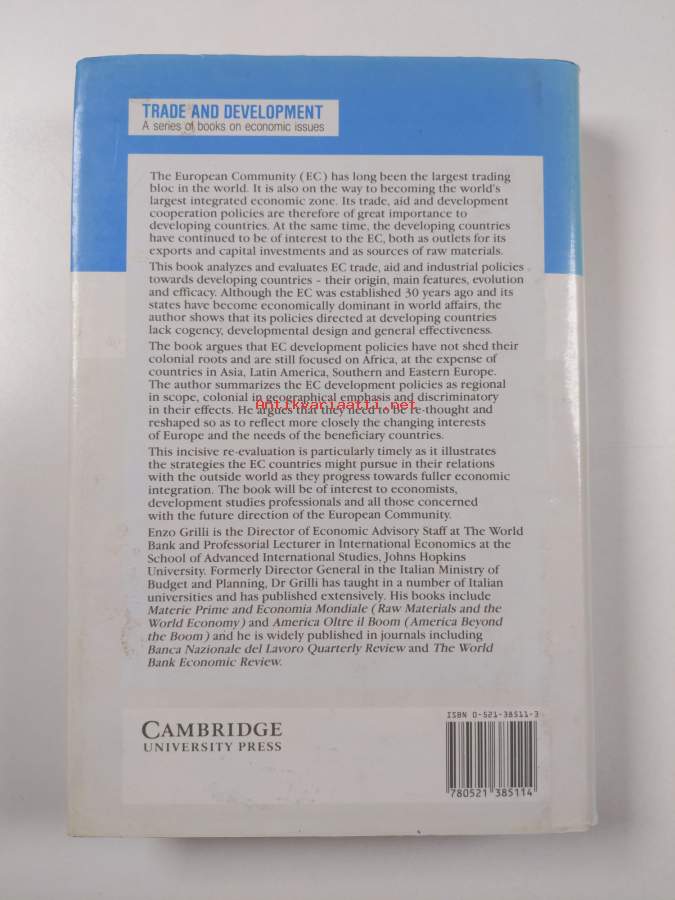 TRADE AND DEVELOPMENT
A series of books on economic issues
The European Community (EC) has long been the largest trading
bloc in the world. It is also on the way to becoming the world's
largest integrated economic zone. Its trade, aid and development
cooperation policies are therefore of great importance to
developing countries. At the same time, the developing countries
have continued to be of interest to the EC, both as outlets for its
exports and capital investments and as sources of raw materials.
This book analyzes and evaluates EC trade, aid and industrial policies
towards developing countries - their origin, main features, evolution
and efficacy. Although the EC was established 30 years ago and its
states have become economically dominant in world affairs, the
author shows that its policies directed at developing countries
lack cogency, developmental design and general effectiveness.
The book argues that EC development policies have not shed their
colonial roots and are still focused on Africa, at the expense of
countries in Asia, Latin America, Southern and Eastern Europe.
The author summarizes the EC development policies as regional
in scope, colonial in geographical emphasis and discriminatory
in their effects. He argues that they need to be re-thought and
reshaped so as to reflect more closely the changing interests
of Europe and the needs of the beneficiary countries.
This incisive re-evaluation is particularly timely as it illustrates
the strategies the EC countries might pursue in their relations
with the outside world as they progress towards fuller economic
integration. The book will be of interest to economists,
development studies professionals and all those concerned
with the future direction of the European Community.
Enzo Grilli is the Director of Economic Advisory Staff at The World
Bank and Professorial Lecturer in International Economics at the
School of Advanced International Studies, Johns Hopkins
University. Formerly Director General in the Italian Ministry of
Budget and Planning, Dr Grilli has taught in a number of Italian
universities and has published extensively. His books include
Materie Prime and Economia Mondiale (Raw Materials and the
World Economy) and America Oltre il Boom (America Beyond
the Boom) and he is widely published in journals including
Banca Nazionale del Lavoro Quarterly Review and The World
Bank Economic Review.
Antikvariaatti.net
CAMBRIDGE
UNIVERSITY PRESS
ISBN 0-521-38511-3
9 780521 385114